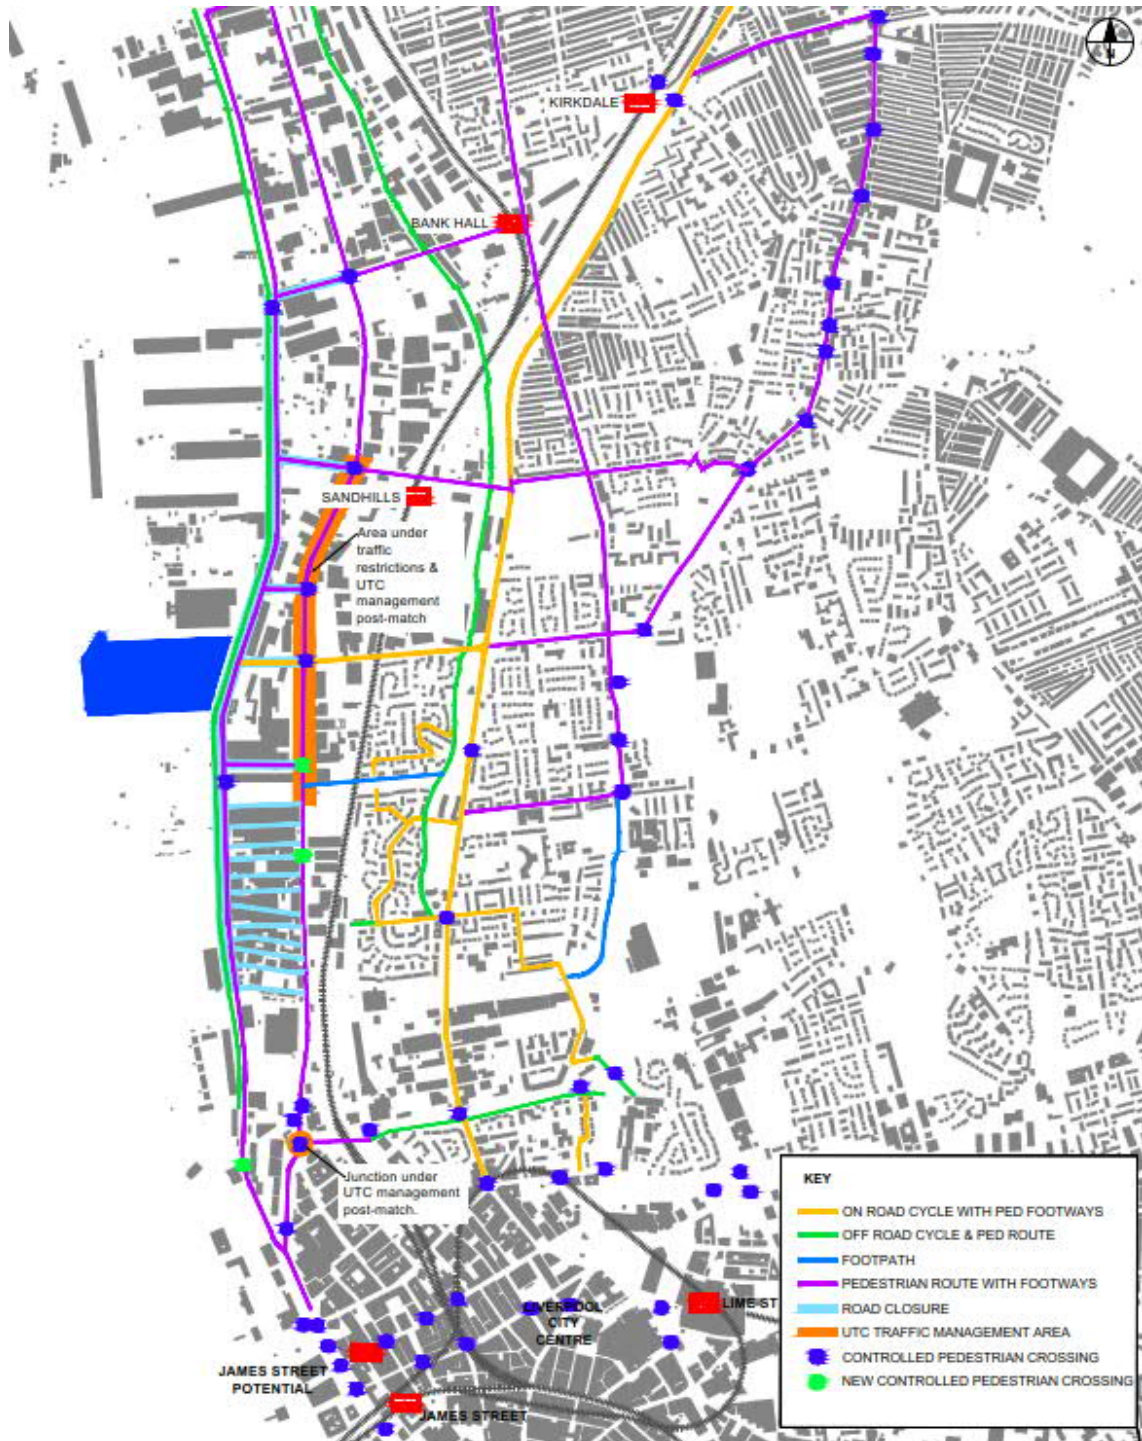 N
KIRKDALE
BANK HALL
SANDHILLS
Area under
traffic
restrictions &
UTC
management
post-match
Junction under
UTC management
post-match.
LIVERPOOL
CITY
CENTRE
LIME ST
JAMES STREET
POTENTIAL
JAMES STREET
KEY
ON ROAD CYCLE WITH PED FOOTWAYS
OFF ROAD CYCLE & PED ROUTE
FOOTPATH
PEDESTRIAN ROUTE WITH FOOTWAYS
ROAD CLOSURE
UTC TRAFFIC MANAGEMENT AREA
CONTROLLED PEDESTRIAN CROSSING
NEW CONTROLLED PEDESTRIAN CROSSING